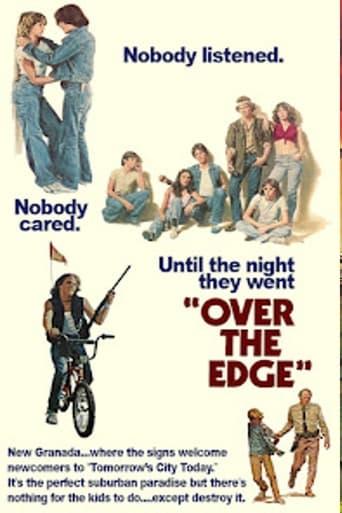 Nobody listened.
Nobody
cared.
Until the night
they went
"OVER
THE
EDGE"
New Granada...where the signs welcome
newcomers to "Tomorrow's City Today."
It's the perfect suburban paradise but there's
nothing for the kids to do....except destroy it.